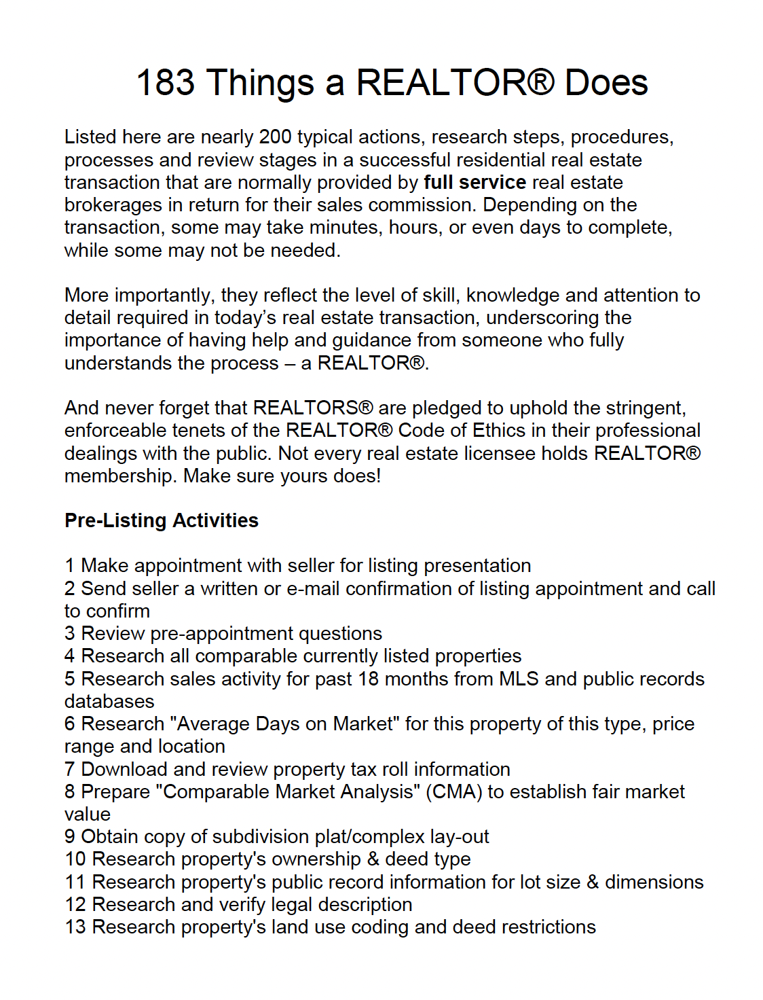 183 Things a REALTOR® Does
Listed here are nearly 200 typical actions, research steps, procedures,
processes and review stages in a successful residential real estate
transaction that are normally provided by full service real estate
brokerages in return for their sales commission. Depending on the
transaction, some may take minutes, hours, or even days to complete,
while some may not be needed.
More importantly, they reflect the level of skill, knowledge and attention to
detail required in today’s real estate transaction, underscoring the
importance of having help and guidance from someone who fully
understands the process – a REALTOR®.
And never forget that REALTORS® are pledged to uphold the stringent,
enforceable tenets of the REALTOR® Code of Ethics in their professional
dealings with the public. Not every real estate licensee holds REALTOR®
membership. Make sure yours does!
Pre-Listing Activities
1 Make appointment with seller for listing presentation
2 Send seller a written or e-mail confirmation of listing appointment and call
to confirm
3 Review pre-appointment questions
4 Research all comparable currently listed properties
5 Research sales activity for past 18 months from MLS and public records
databases
6 Research "Average Days on Market" for this property of this type, price
range and location
7 Download and review property tax roll information
8 Prepare "Comparable Market Analysis" (CMA) to establish fair market
value
9 Obtain copy of subdivision plat/complex lay-out
10 Research property's ownership & deed type
11 Research property's public record information for lot size & dimensions
12 Research and verify legal description
13 Research property's land use coding and deed restrictions